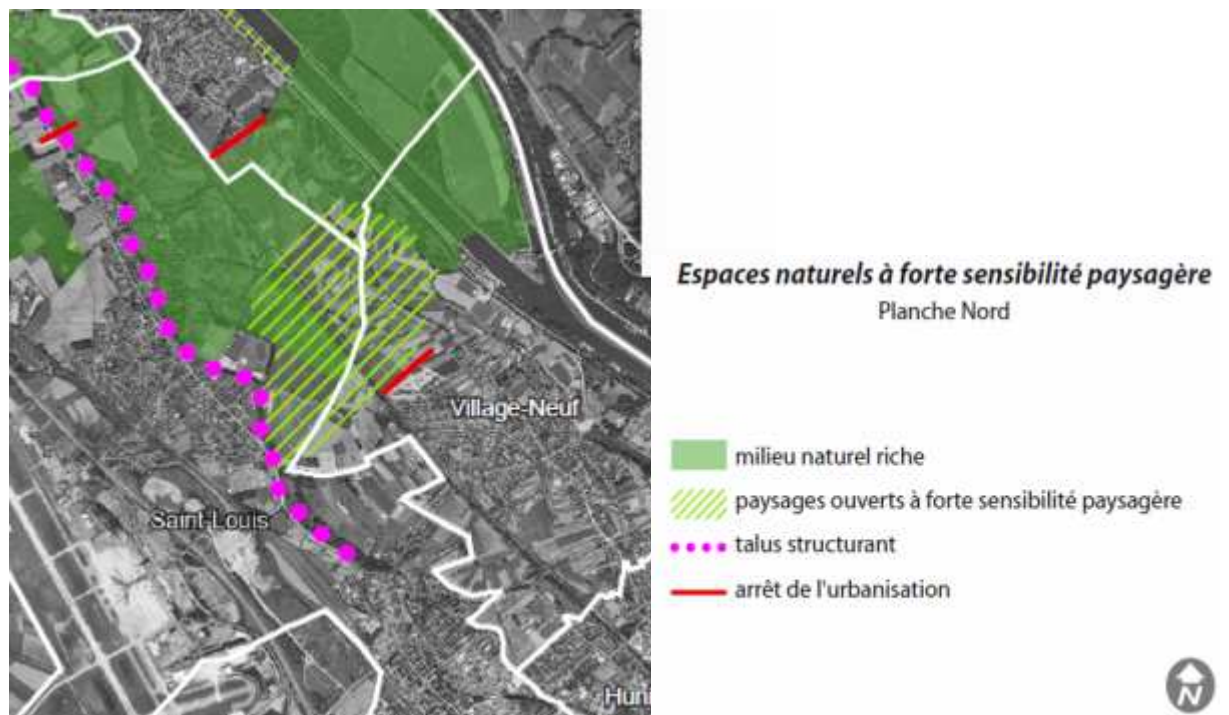 Village-Neuf
Saint-Louis
Espaces naturels à forte sensibilité paysagère
Planche Nord
milieu naturel riche
paysages ouverts à forte sensibilité paysagère
talus structurant
arrêt de l'urbanisation
N